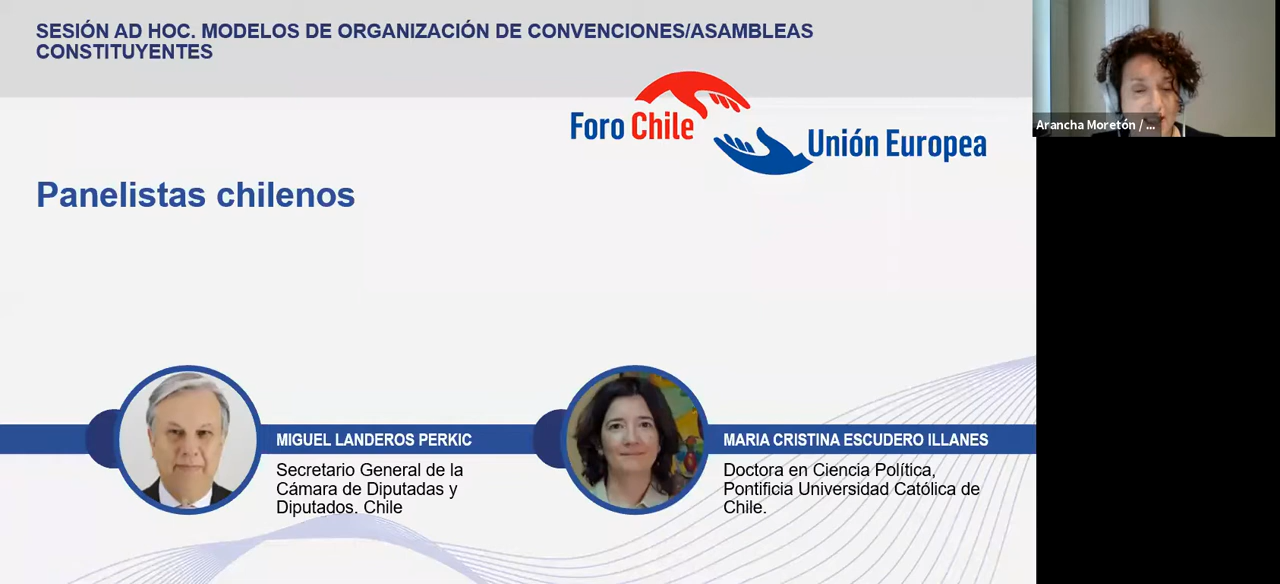 SESIÓN AD HOC. MODELOS DE ORGANIZACIÓN DE CONVENCIONES/ASAMBLEAS
CONSTITUYENTES
Foro Chile
Unión Europea
Arancha Moretón / ...
Panelistas chilenos
MIGUEL LANDEROS PERKIC
Secretario General de la
Cámara de Diputadas y
Diputados. Chile
MARIA CRISTINA ESCUDERO ILLANES
Doctora en Ciencia Política,
Pontificia Universidad Católica de
Chile.